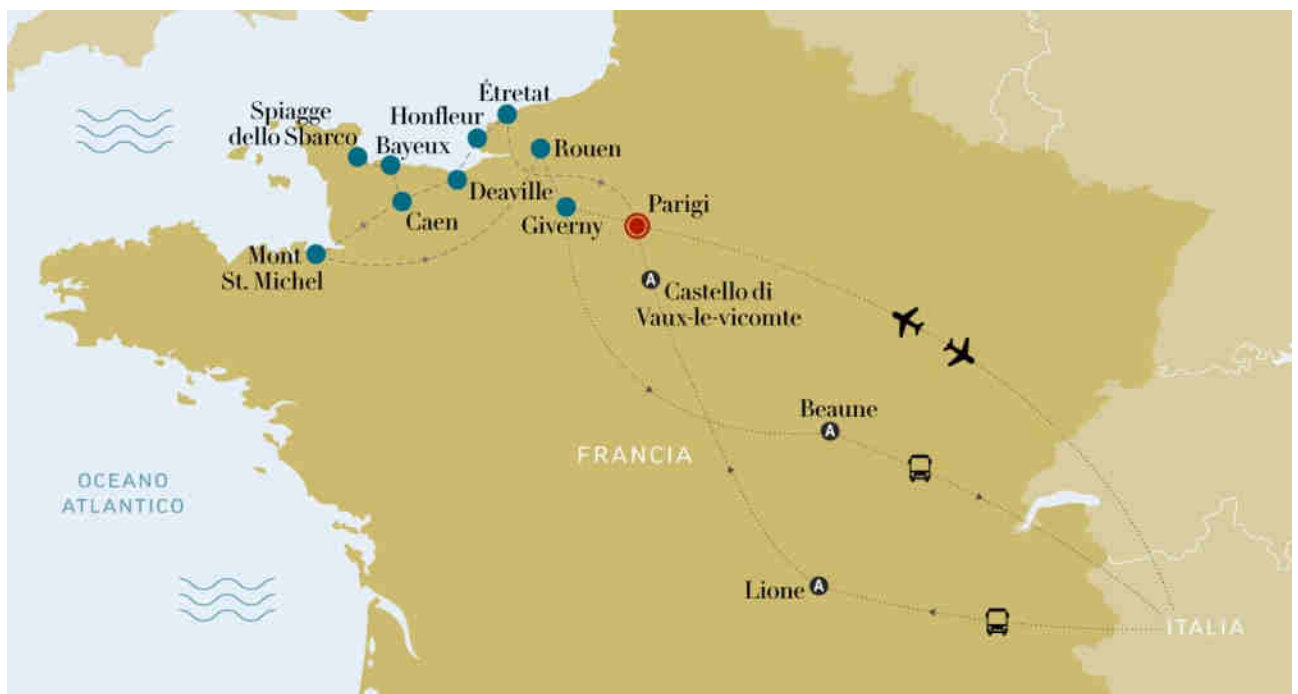 Étretat
Honfleur
Spiagge
dello Sbarco
Bayeux
Rouen
Deaville
Caen
Giverny
Parigi
Mont
St. Michel
A
Castello di
Vaux-le-vicomte
Beaune
A
FRANCIA
OCEANO
ATLANTICO
Lione
A
ITALIA